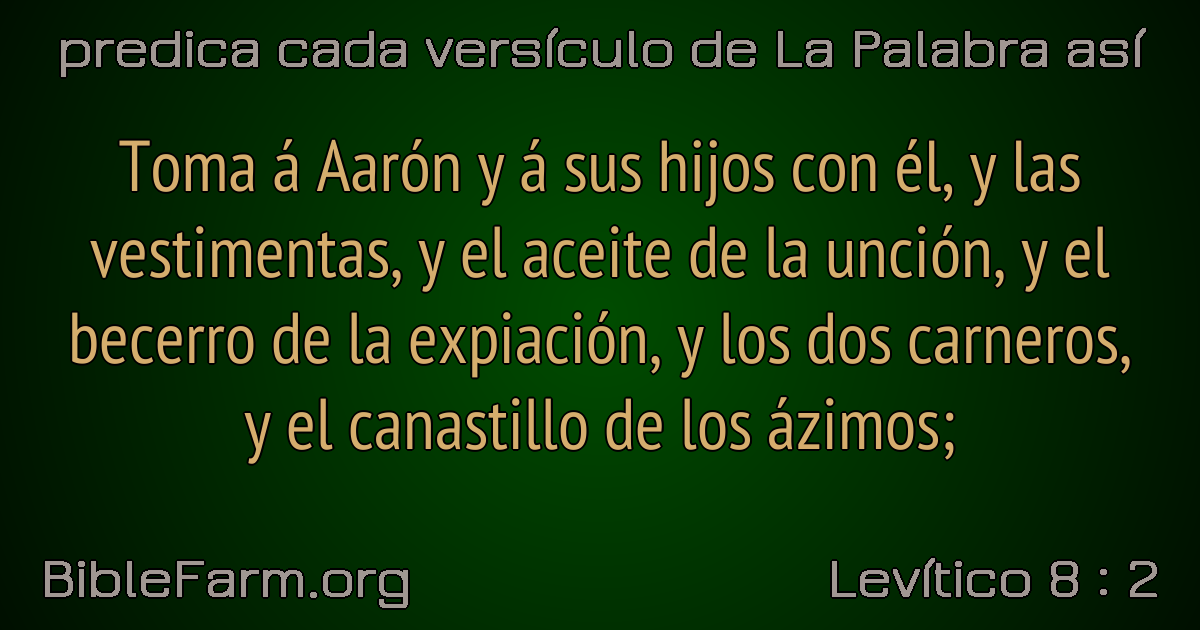 predica cada versículo de La Palabra así
Toma á Aarón y á sus hijos con él, y las
vestimentas, y el aceite de la unción, y el
becerro de la expiación, y los dos carneros,
y el canastillo de los ázimos;
BibleFarm.org
Levítico 8 : 2